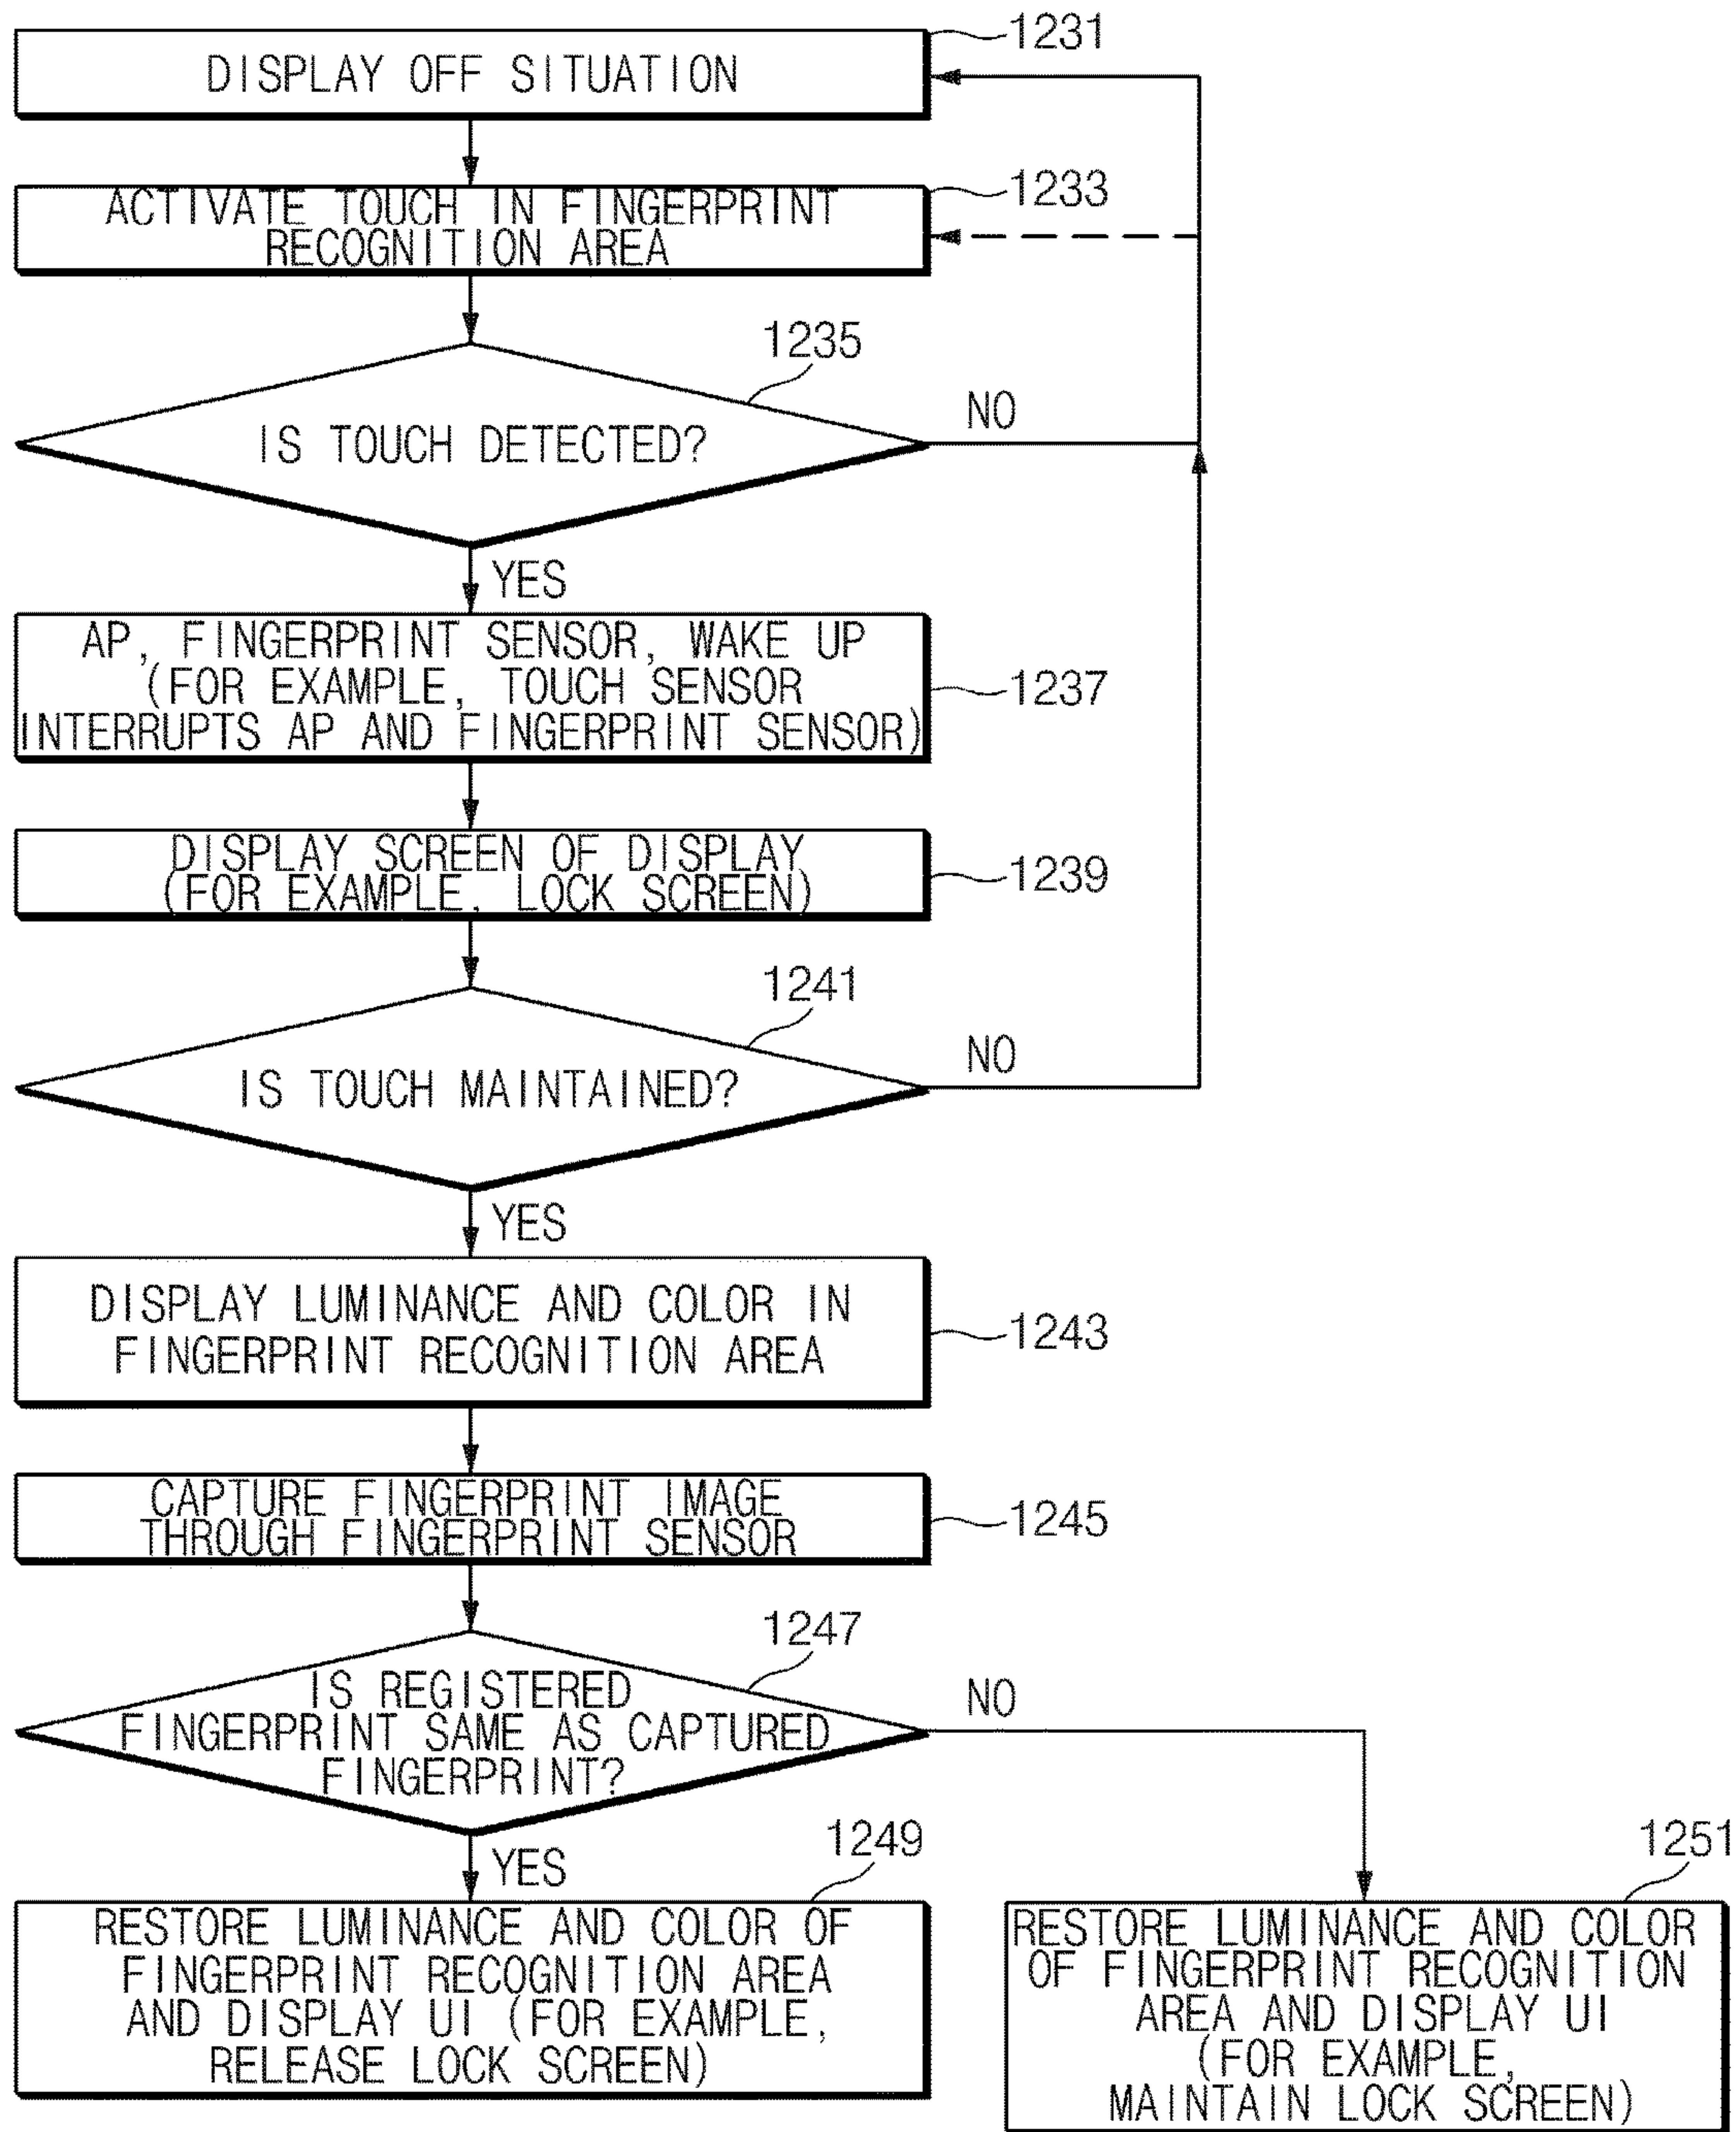 1231
DISPLAY OFF SITUATION
1233
ACTIVATE TOUCH IN FINGERPRINT
RECOGNITION AREA
1235
IS TOUCH DETECTED?
NO
YES
AP, FINGERPRINT SENSOR, WAKE UP
(FOR EXAMPLE, TOUCH SENSOR
INTERRUPTS AP AND FINGERPRINT SENSOR)
1237
DISPLAY SCREEN OF DISPLAY
(FOR EXAMPLE, LOCK SCREEN)
1239
1241
IS TOUCH MAINTAINED?
NO
YES
DISPLAY LUMINANCE AND COLOR IN
FINGERPRINT RECOGNITION AREA
1243
CAPTURE FINGERPRINT IMAGE
THROUGH FINGERPRINT SENSOR
1245
1247
IS REGISTERED
FINGERPRINT SAME AS CAPTURED
FINGERPRINT?
NO
YES
1249
RESTORE LUMINANCE AND COLOR OF
FINGERPRINT RECOGNITION AREA
AND DISPLAY UI (FOR EXAMPLE,
RELEASE LOCK SCREEN)
1251
RESTORE LUMINANCE AND COLOR
OF FINGERPRINT RECOGNITION
AREA AND DISPLAY UI
(FOR EXAMPLE,
MAINTAIN LOCK SCREEN)